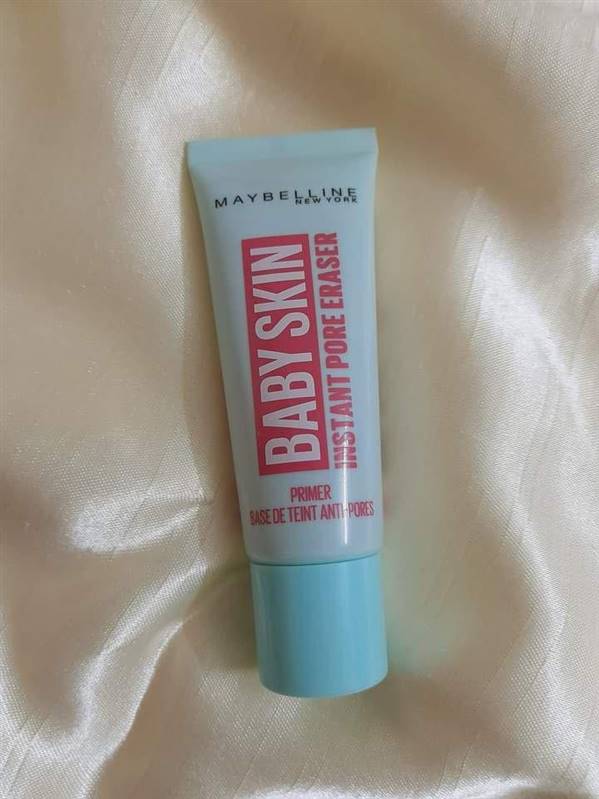 MAYBELLINE
NEW YORK
BABY SKIN
INSTANT PORE ERASER
PRIMER
BASE DE TEINT ANTI-PORES